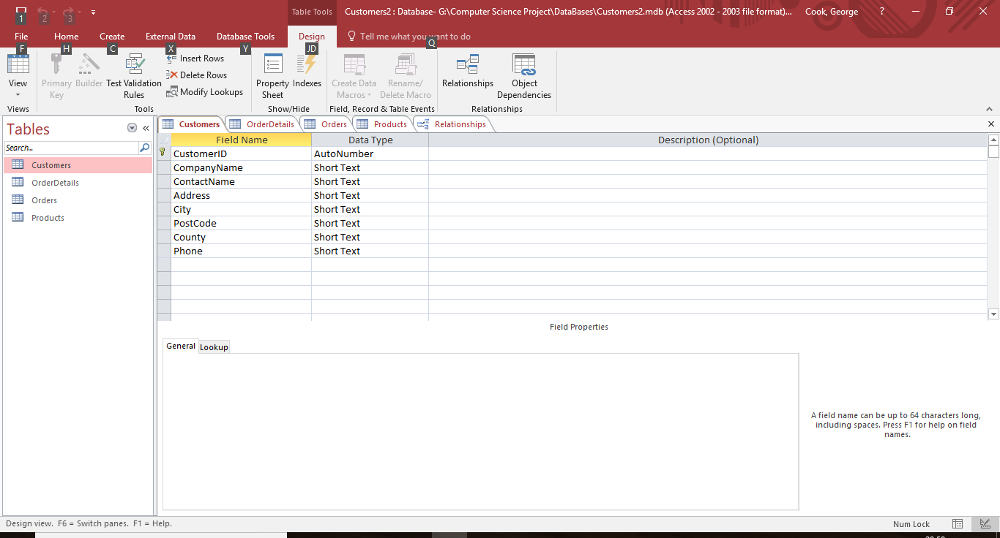 Table Tools
Customers2 : Database- G:\Computer Science Project\DataBases\Customers2.mdb (Access 2002 - 2003 file format)...
Cook, George
?
1 2 3
File Home Create External Data Database Tools Design Tell me what you want to do
F H C X Y JD Q
View
Views
Primary Key
Builder
Test Validation Rules
Insert Rows
Delete Rows
Modify Lookups
Tools
Property Sheet
Indexes
Show/Hide
Create Data Macros
Rename/ Delete Macro
Field, Record & Table Events
Relationships
Object Dependencies
Relationships
Tables
Search...
Customers
OrderDetails
Orders
Products
Customers OrderDetails Orders Products Relationships
Field Name Data Type Description (Optional)
CustomerID AutoNumber
CompanyName Short Text
ContactName Short Text
Address Short Text
City Short Text
PostCode Short Text
County Short Text
Phone Short Text
Field Properties
General Lookup
A field name can be up to 64 characters long,
including spaces. Press F1 for help on field
names.
Design view. F6 = Switch panes. F1 = Help.
Num Lock